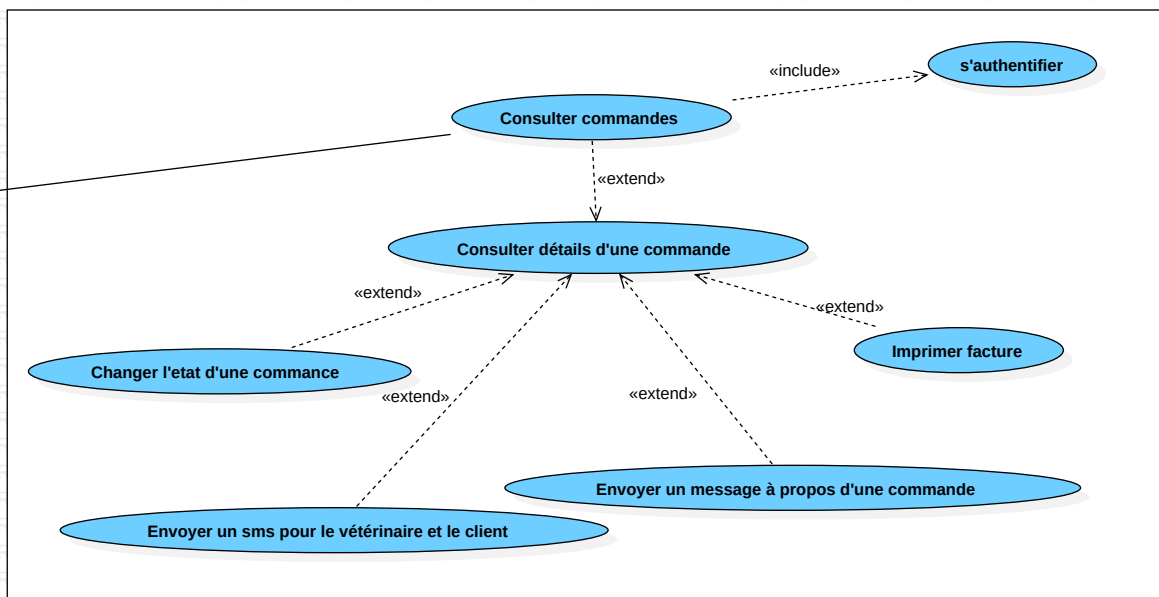 s'authentifier
«include»
Consulter commandes
«extend»
Consulter détails d'une commande
«extend»
«extend»
Imprimer facture
Changer l'etat d'une commance
«extend»
«extend»
Envoyer un message à propos d'une commande
Envoyer un sms pour le vétérinaire et le client